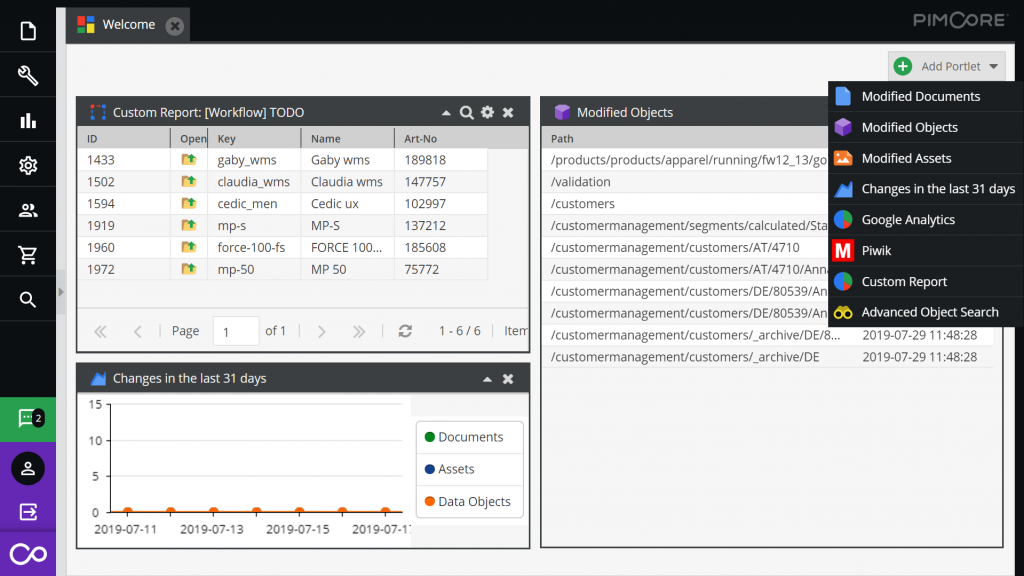 Welcome
PIMCORE
Add Portlet
Modified Documents
Modified Objects
Modified Assets
Changes in the last 31 days
Google Analytics
Piwik
Custom Report
Advanced Object Search
Custom Report: [Workflow] TODO
ID Open Key Name Art-No
1433 gaby_wms Gaby wms 189818
1502 claudia_wms Claudia wms 147757
1594 cedic_men Cedic ux 102997
1919 mp-s MP-S 137212
1960 force-100-fs FORCE 100... 185608
1972 mp-50 MP 50 75772
Page 1 of 1 1 - 6 / 6 Item
Modified Objects
Path
/products/products/apparel/running/fw12_13/go
/validation
/customers
/customermanagement/segments/calculated/Sta
/customermanagement/customers/AT/4710
/customermanagement/customers/AT/4710/Anna
/customermanagement/customers/DE/80539/An
/customermanagement/customers/DE/80539/An
/customermanagement/customers/_archive/DE/8... 2019-07-29 11:48:28
/customermanagement/customers/_archive/DE 2019-07-29 11:48:28
Changes in the last 31 days
15
10
5
0
2019-07-11 2019-07-13 2019-07-15 2019-07-1
Documents
Assets
Data Objects
2
M